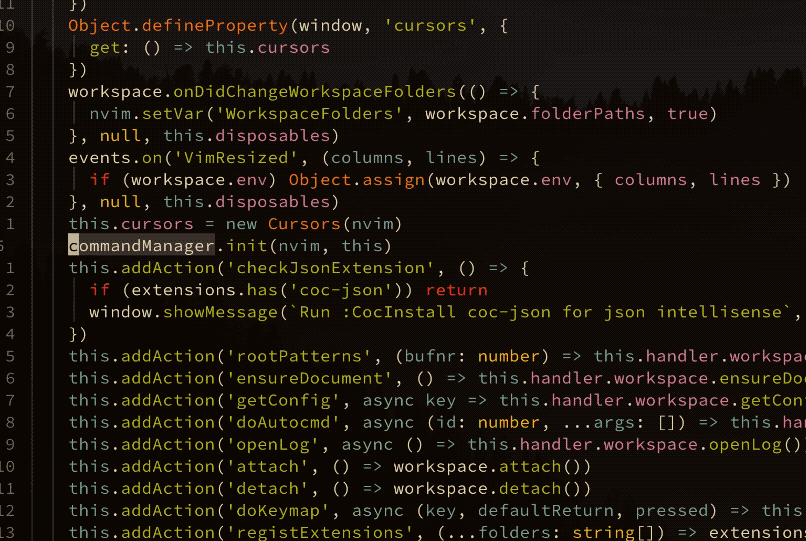 11 })
10 Object.defineProperty(window, 'cursors', {
9 get: () => this.cursors
8 })
7 workspace.onDidChangeWorkspaceFolders(() => {
6 nvim.setVar('WorkspaceFolders', workspace.folderPaths, true)
5 }, null, this.disposables)
4 events.on('VimResized', (columns, lines) => {
3 if (workspace.env) Object.assign(workspace.env, { columns, lines })
2 }, null, this.disposables)
1 this.cursors = new Cursors(nvim)
commandManager.init(nvim, this)
1 this.addAction('checkJsonExtension', () => {
2 if (extensions.has('coc-json')) return
3 window.showMessage(`Run :CocInstall coc-json for json intellisense`,
4 })
5 this.addAction('rootPatterns', (bufnr: number) => this.handler.workspa
6 this.addAction('ensureDocument', () => this.handler.workspace.ensureDo
7 this.addAction('getConfig', async key => this.handler.workspace.getConf
8 this.addAction('doAutocmd', async (id: number, ...args: []) => this.han
9 this.addAction('openLog', async () => this.handler.workspace.openLog()
10 this.addAction('attach', () => workspace.attach())
11 this.addAction('detach', () => workspace.detach())
12 this.addAction('doKeymap', async (key, defaultReturn, pressed) => this
13 this.addAction('registExtensions', (...folders: string[]) => extension